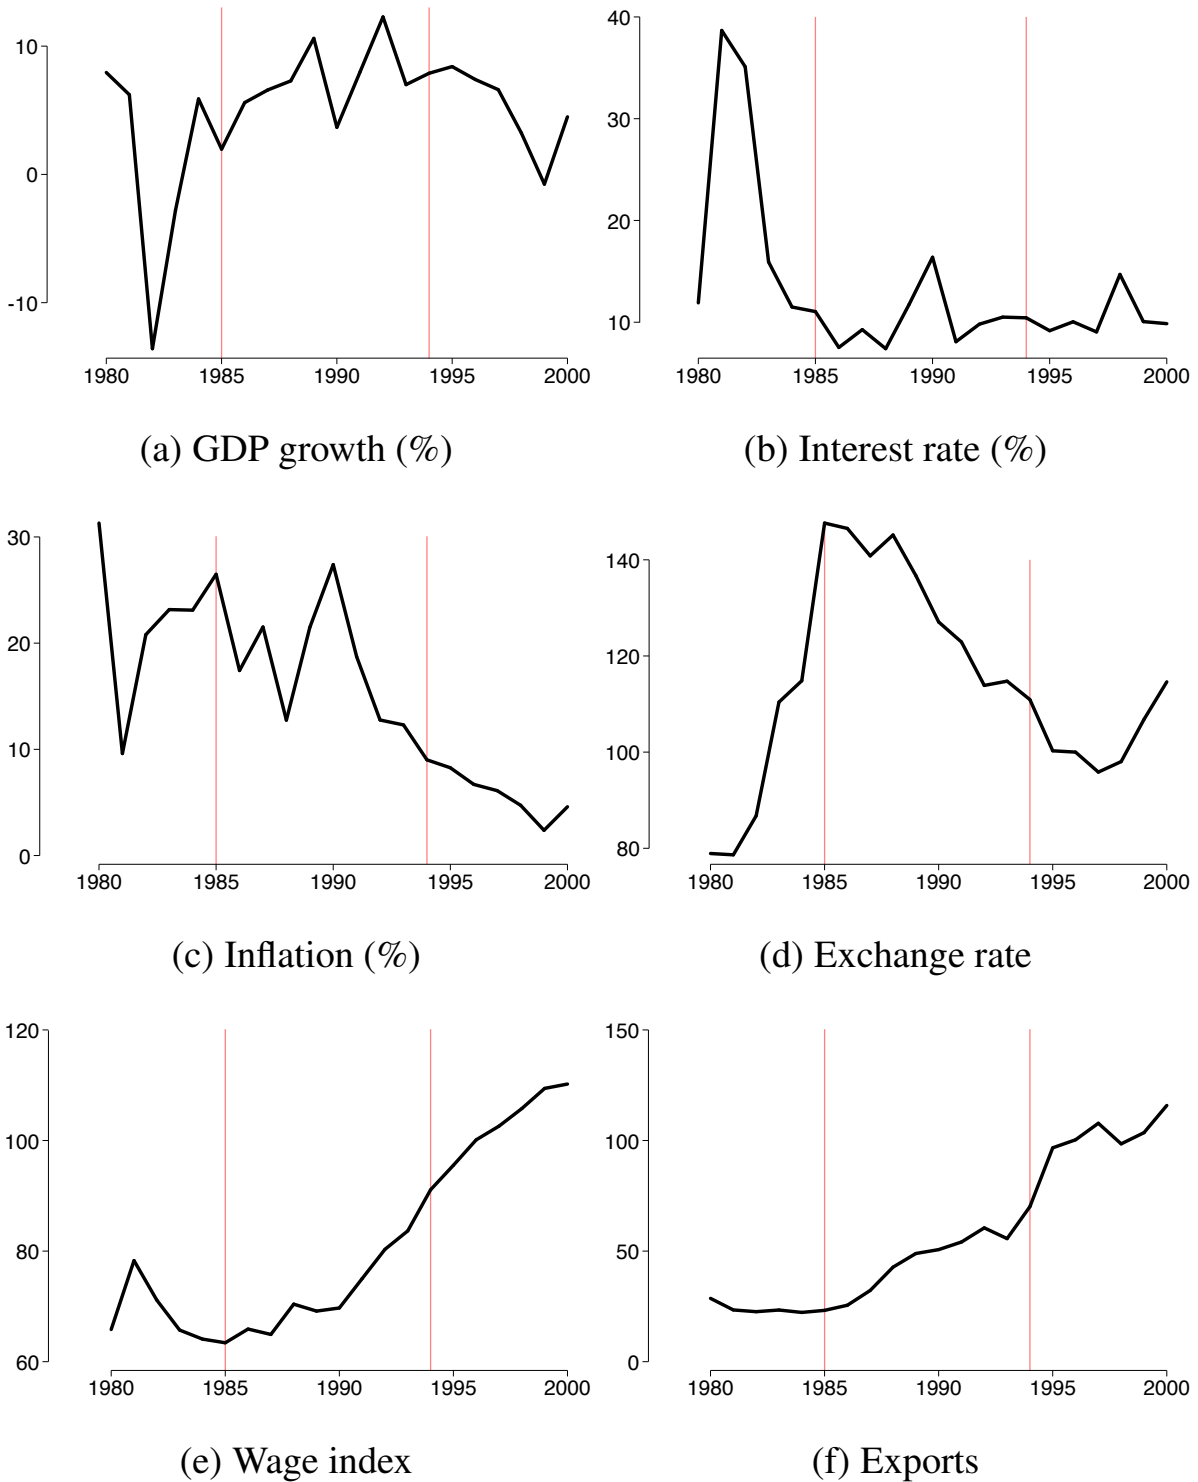 10
0
-10
1980 1985 1990 1995 2000
(a) GDP growth (%)
40
30
20
10
1980 1985 1990 1995 2000
(b) Interest rate (%)
30
20
10
0
1980 1985 1990 1995 2000
(c) Inflation (%)
140
120
100
80
1980 1985 1990 1995 2000
(d) Exchange rate
120
100
80
60
1980 1985 1990 1995 2000
(e) Wage index
150
100
50
0
1980 1985 1990 1995 2000
(f) Exports